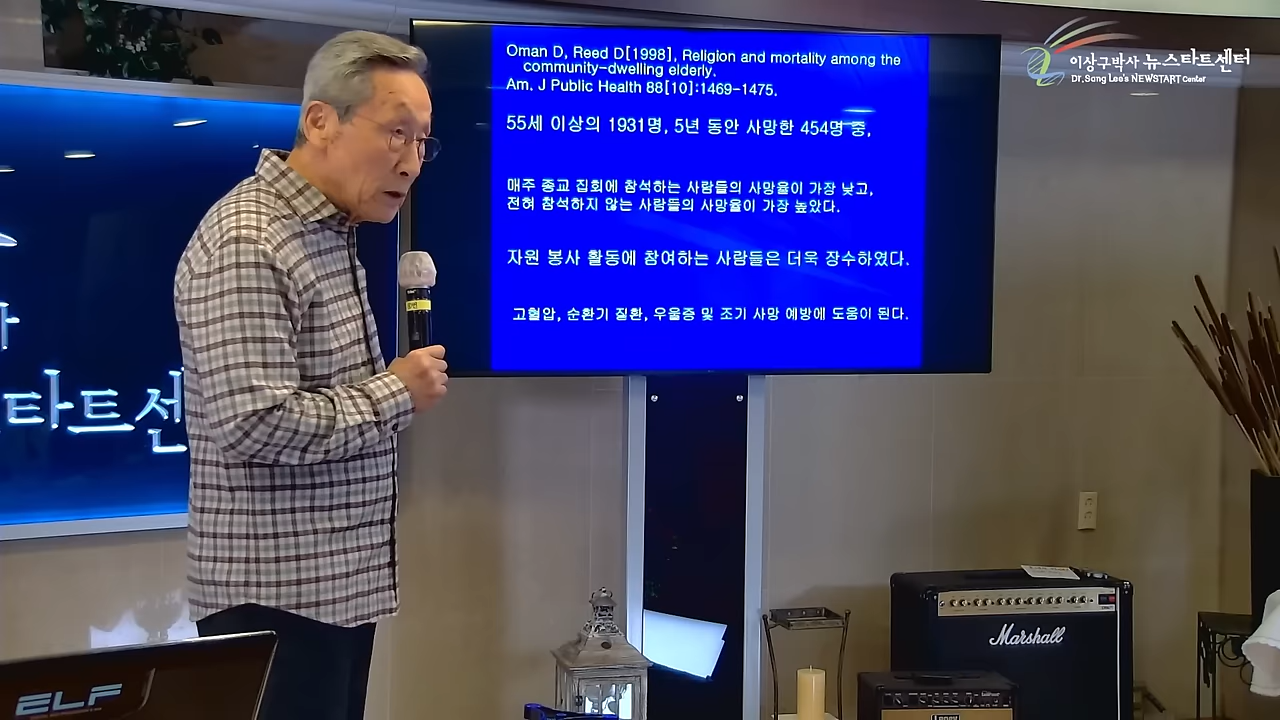 Oman D, Reed D[1998], Religion and mortality among the
community-dwelling elderly.
Am. J Public Health 88[10]:1469-1475.
55세 이상의 1931명, 5년 동안 사망한 454명 중,
매주 종교 집회에 참석하는 사람들의 사망율이 가장 낮고,
전혀 참석하지 않는 사람들의 사망율이 가장 높았다.
자원 봉사 활동에 참여하는 사람들은 더욱 장수하였다.
고혈압, 순환기 질환, 우울증 및 조기 사망 예방에 도움이 된다.
이상구박사 뉴스타트센터
Dr.Sang Lee's NEWSTART Center
타트센
Marshall
Laney
ELF